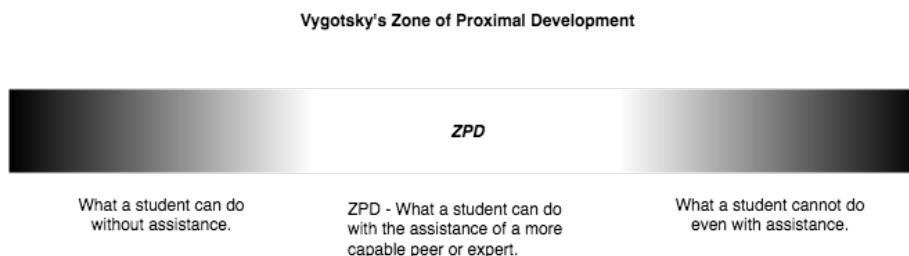 Vygotsky's Zone of Proximal Development
ZPD
What a student can do
without assistance.
ZPD - What a student can do
with the assistance of a more
capable peer or expert.
What a student cannot do
even with assistance.